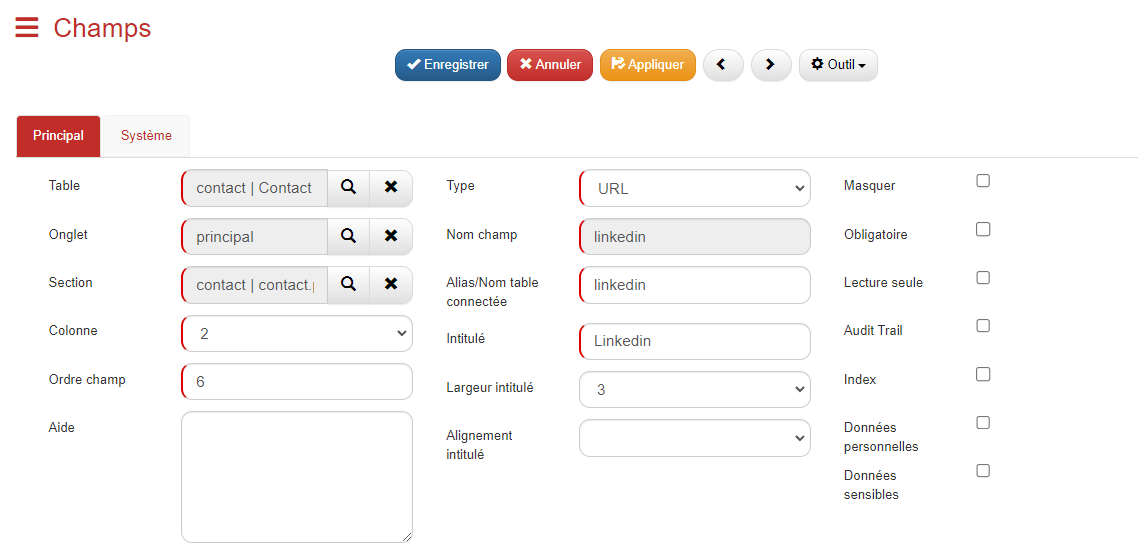 Champs
Enregistrer
Annuler
Appliquer
Outil
Principal
Système
Table
contact | Contact
Onglet
principal
Section
contact | contact.
Colonne
2
Ordre champ
6
Aide
Type
URL
Nom champ
linkedin
Alias/Nom table
connectée
linkedin
Intitulé
Linkedin
Largeur intitulé
3
Alignement
intitulé
Masquer
Obligatoire
Lecture seule
Audit Trail
Index
Données
personnelles
Données
sensibles